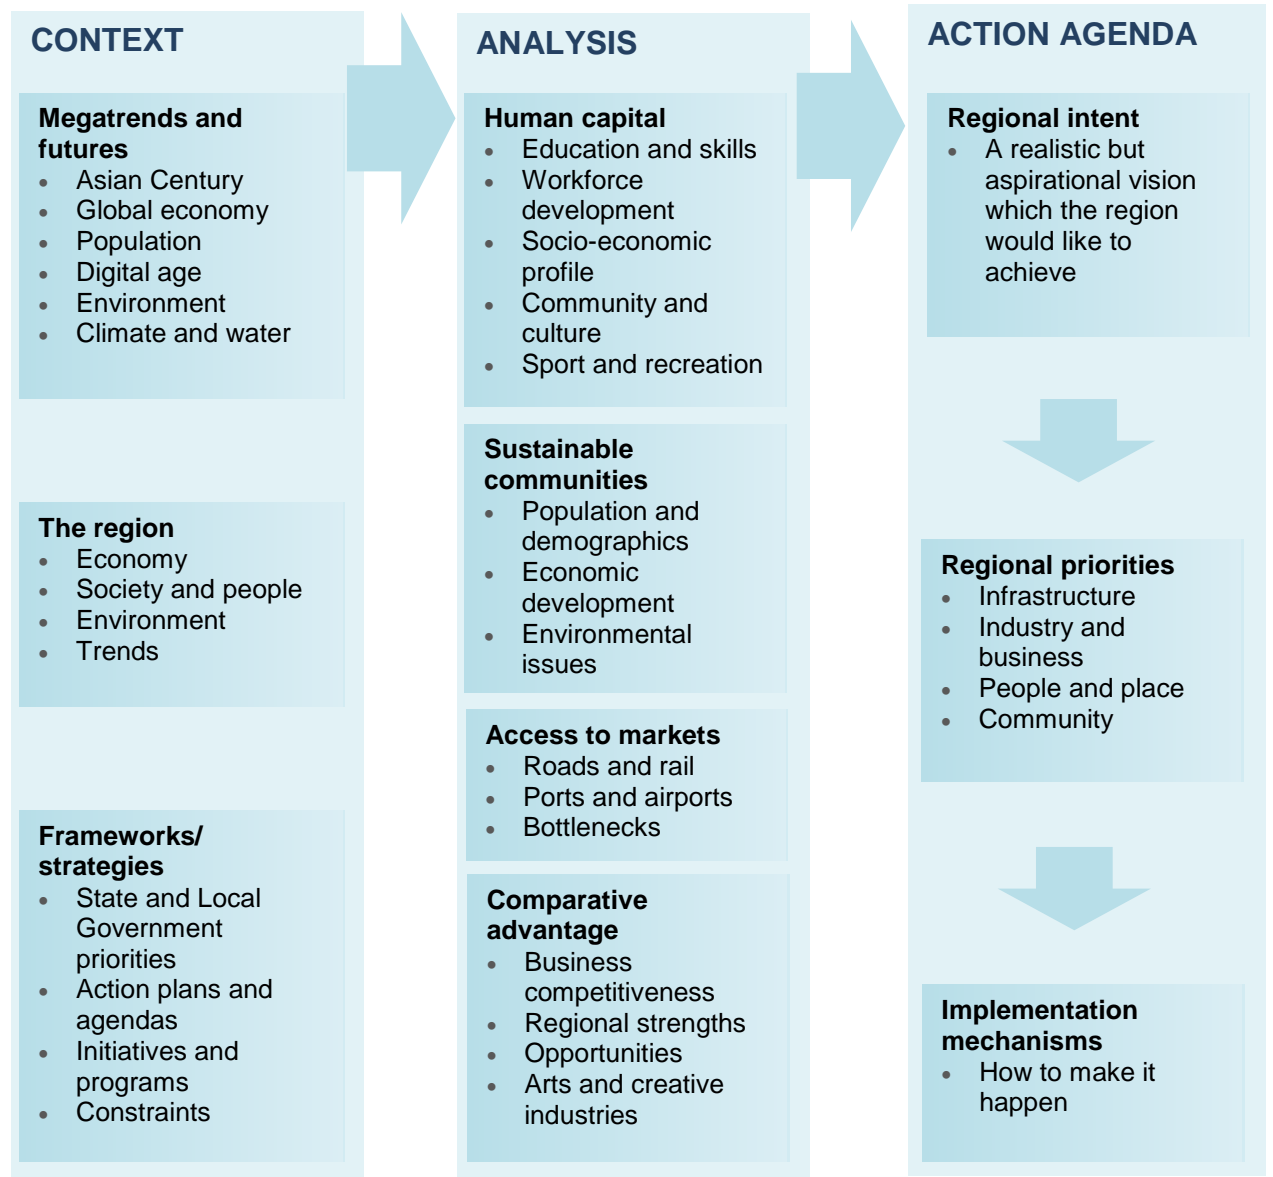 CONTEXT
Megatrends and
futures
• Asian Century
• Global economy
• Population
• Digital age
• Environment
• Climate and water
The region
• Economy
• Society and people
• Environment
• Trends
Frameworks/
strategies
• State and Local
Government
priorities
• Action plans and
agendas
• Initiatives and
programs
• Constraints
ANALYSIS
Human capital
• Education and skills
• Workforce
development
• Socio-economic
profile
• Community and
culture
• Sport and recreation
Sustainable
communities
• Population and
demographics
• Economic
development
• Environmental
issues
Access to markets
• Roads and rail
• Ports and airports
• Bottlenecks
Comparative
advantage
• Business
competitiveness
• Regional strengths
• Opportunities
• Arts and creative
industries
ACTION AGENDA
Regional intent
• A realistic but
aspirational vision
which the region
would like to
achieve
Regional priorities
• Infrastructure
• Industry and
business
• People and place
• Community
Implementation
mechanisms
• How to make it
happen